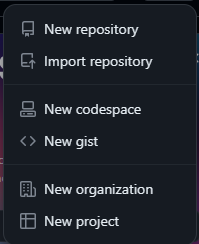 New repository
Import repository
New codespace
New gist
New organization
New project